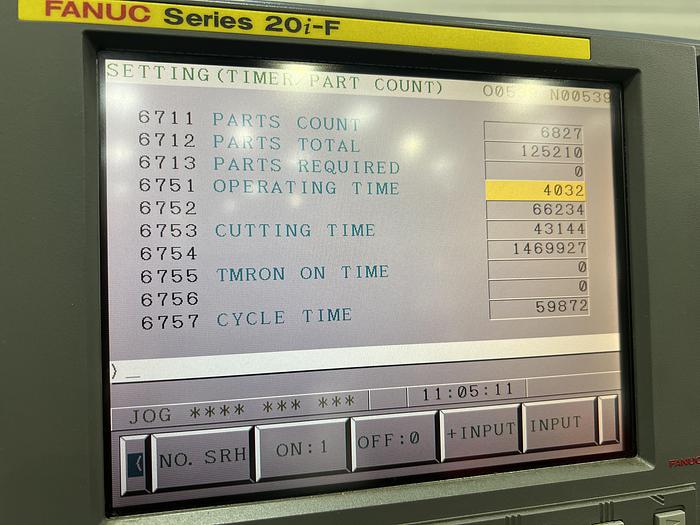 FANUC Series 20i-F
SETTING(TIMER/PART COUNT) N00539
6711 PARTS COUNT 6827
6712 PARTS TOTAL 125210
6713 PARTS REQUIRED 0
6751 OPERATING TIME 4032
6752 66234
6753 CUTTING TIME 43144
6754 1469927
6755 TMRON ON TIME 0
6756 0
6757 CYCLE TIME 59872
>_
JOG **** *** *** 11:05:11
< NO. SRH ON:1 OFF:0 +INPUT INPUT
FANUC